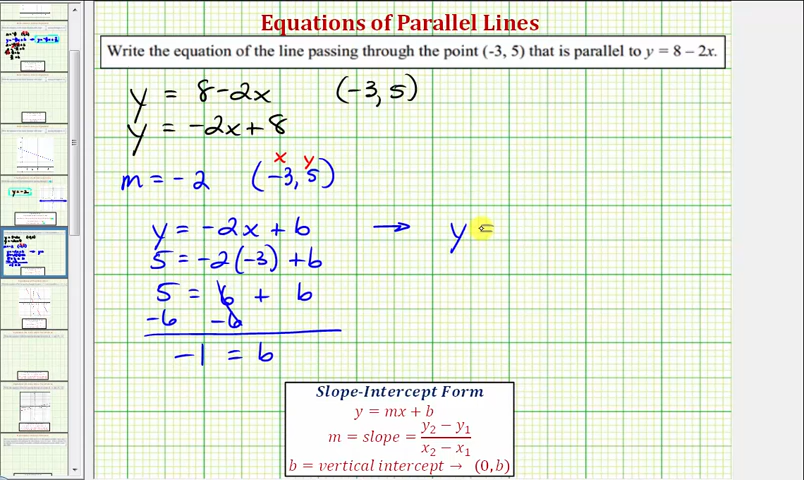 Equations of Parallel Lines
Write the equation of the line passing through the point (-3, 5) that is parallel to y = 8 – 2x.
y = 8-2x (-3, 5)
y = -2x+8
x y
m = -2 (-3, 5)
y = -2x + b → y =
5 = -2(-3) + b
5 = 6 + b
-6 -6
-1 = b
Slope-Intercept Form
y = mx + b
m = slope = (y₂ − y₁)/(x₂ − x₁)
b = vertical intercept → (0, b)